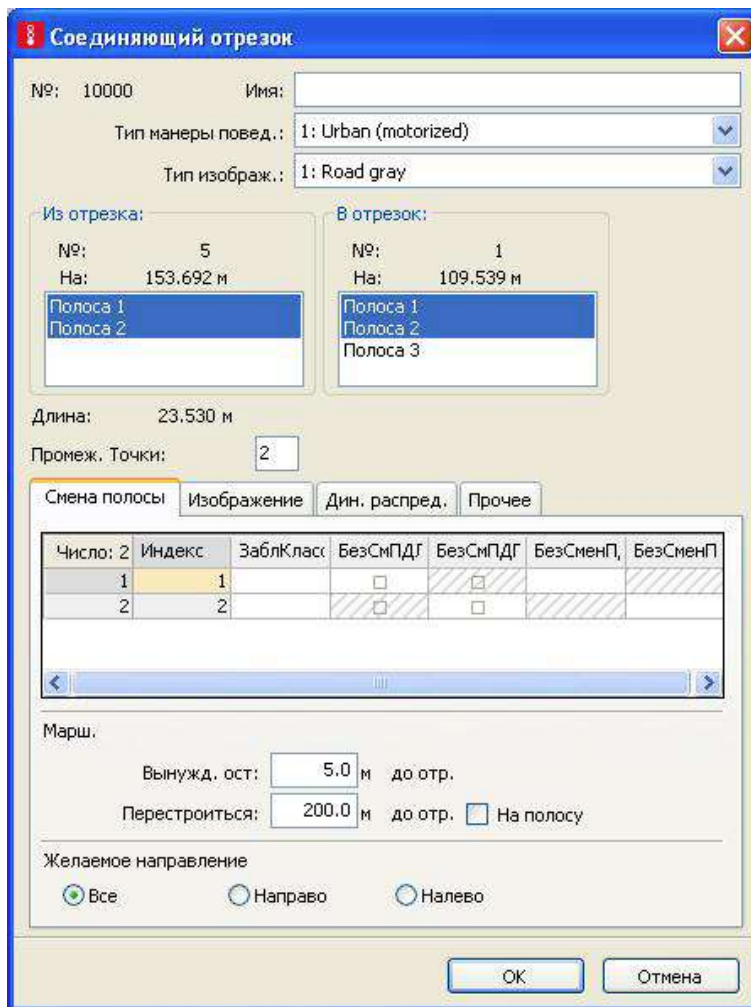 Соединяющий отрезок
№: 10000 Имя:
Тип манеры повед.: 1: Urban (motorized)
Тип изображ.: 1: Road gray
Из отрезка: В отрезок:
№: 5 №: 1
На: 153.692 м На: 109.539 м
Полоса 1 Полоса 1
Полоса 2 Полоса 2
Полоса 3
Длина: 23.530 м
Промеж. Точки: 2
Смена полосы Изображение Дин. распред. Прочее
Число: 2 Индекс ЗаблКласс БезСмПДГ БезСмПДГ БезСменП, БезСменП
1 1
2 2
Марш.
Вынужд. ост: 5.0 м до отр.
Перестроиться: 200.0 м до отр. На полосу
Желаемое направление
Все Направо Налево
OK Отмена